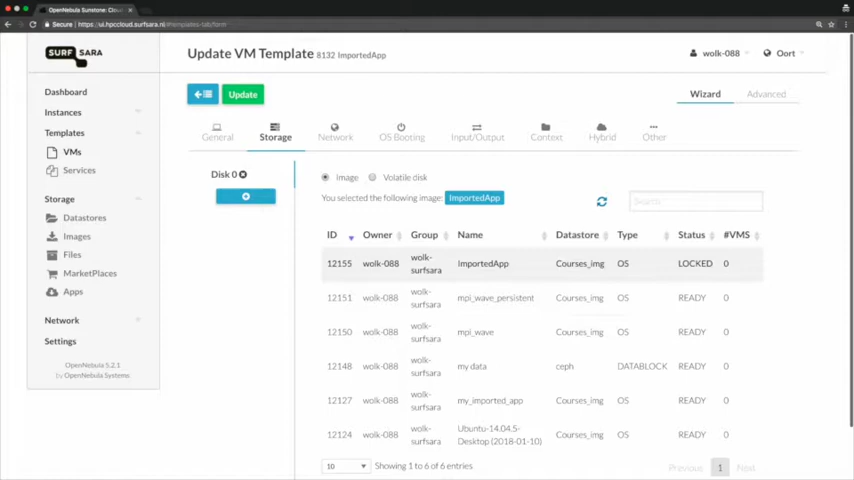 OpenNebula Sunstone: Clou
Secure | https://ui.hpccloud.surfsara.nl/#templates-tab/form
SURF SARA
Update VM Template 8132 ImportedApp
wolk-088
Oort
Update
Wizard
Advanced
Dashboard
Instances
Templates
VMs
Services
Storage
Datastores
Images
Files
MarketPlaces
Apps
Network
Settings
OpenNebula 5.2.1
by OpenNebula Systems
General
Storage
Network
OS Booting
Input/Output
Context
Hybrid
Other
Disk 0
Image
Volatile disk
You selected the following image: ImportedApp
Search
ID Owner Group Name Datastore Type Status #VMS
12155 wolk-088 wolk-surfsara ImportedApp Courses_img OS LOCKED 0
12151 wolk-088 wolk-surfsara mpi_wave_persistent Courses_img OS READY 0
12150 wolk-088 wolk-surfsara mpi_wave Courses_img OS READY 0
12148 wolk-088 wolk-surfsara my data ceph DATABLOCK READY 0
12127 wolk-088 wolk-surfsara my_imported_app Courses_img OS READY 0
12124 wolk-088 wolk-surfsara Ubuntu-14.04.5-Desktop (2018-01-10) Courses_img OS READY 0
10
Showing 1 to 6 of 6 entries
Previous 1 Next